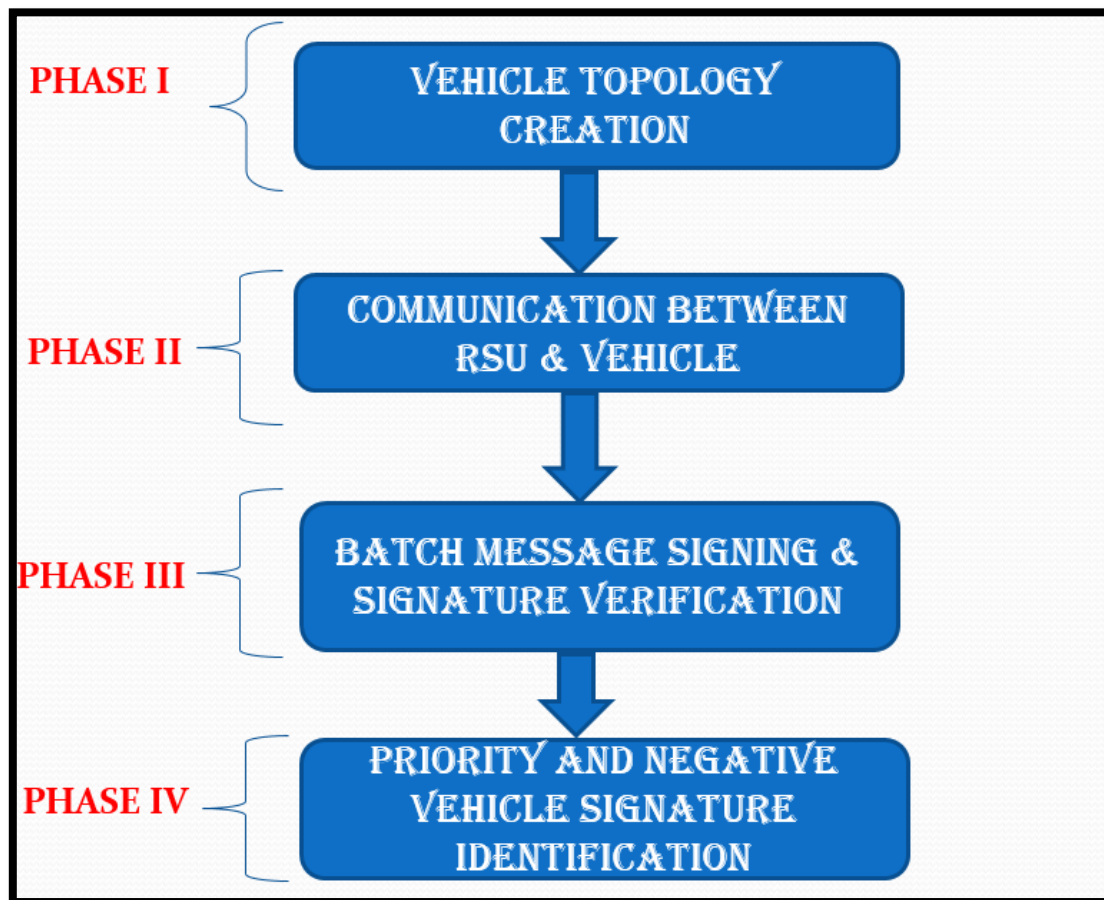 PHASE I
VEHICLE TOPOLOGY
CREATION
PHASE II
COMMUNICATION BETWEEN
RSU & VEHICLE
PHASE III
BATCH MESSAGE SIGNING &
SIGNATURE VERIFICATION
PHASE IV
PRIORITY AND NEGATIVE
VEHICLE SIGNATURE
IDENTIFICATION